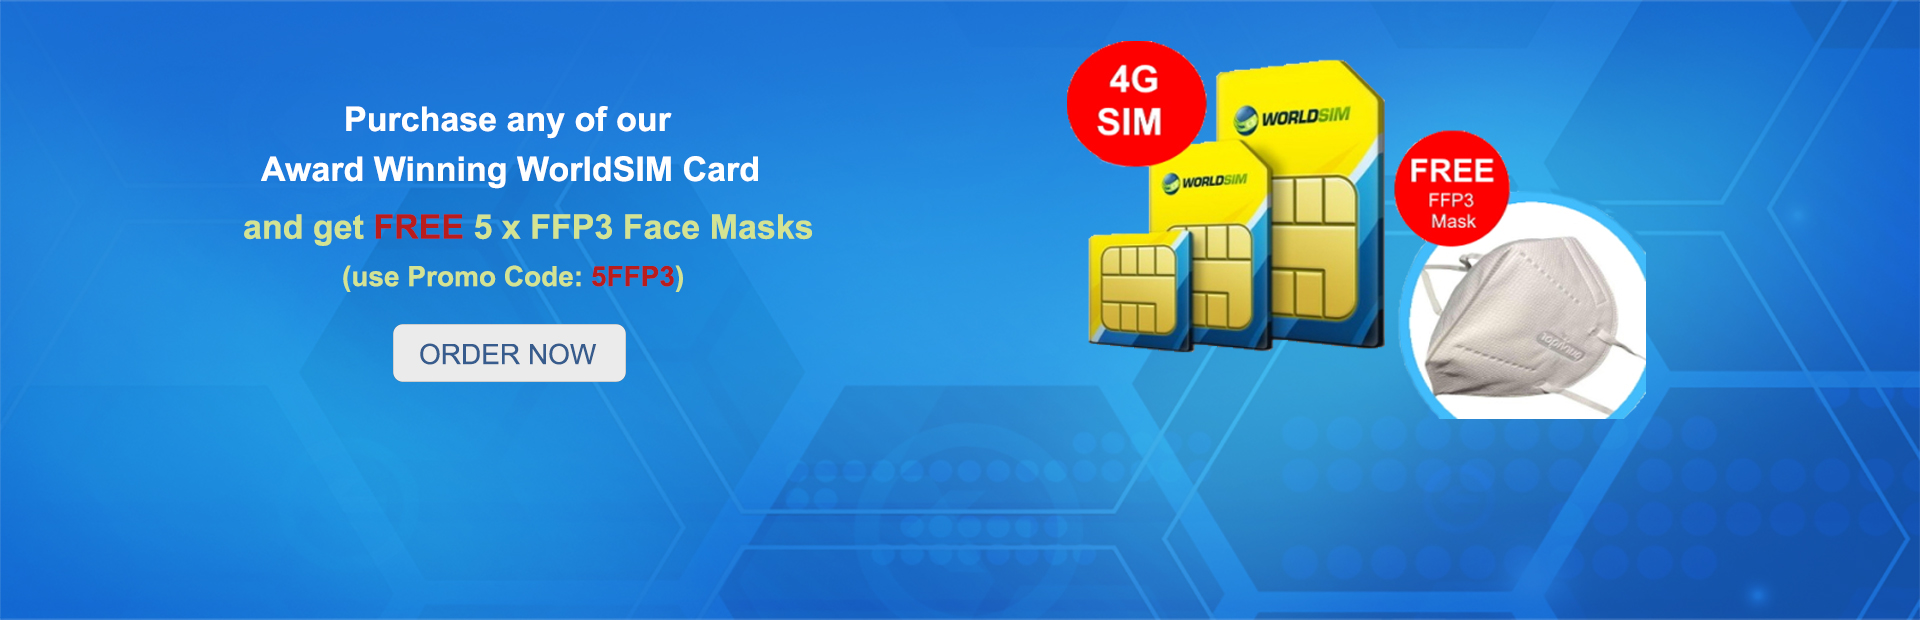 Purchase any of our
Award Winning WorldSIM Card
and get FREE 5 x FFP3 Face Masks
(use Promo Code: 5FFP3)
ORDER NOW
4G
SIM
WORLDSIM
WORLDSIM
FREE
FFP3
Mask